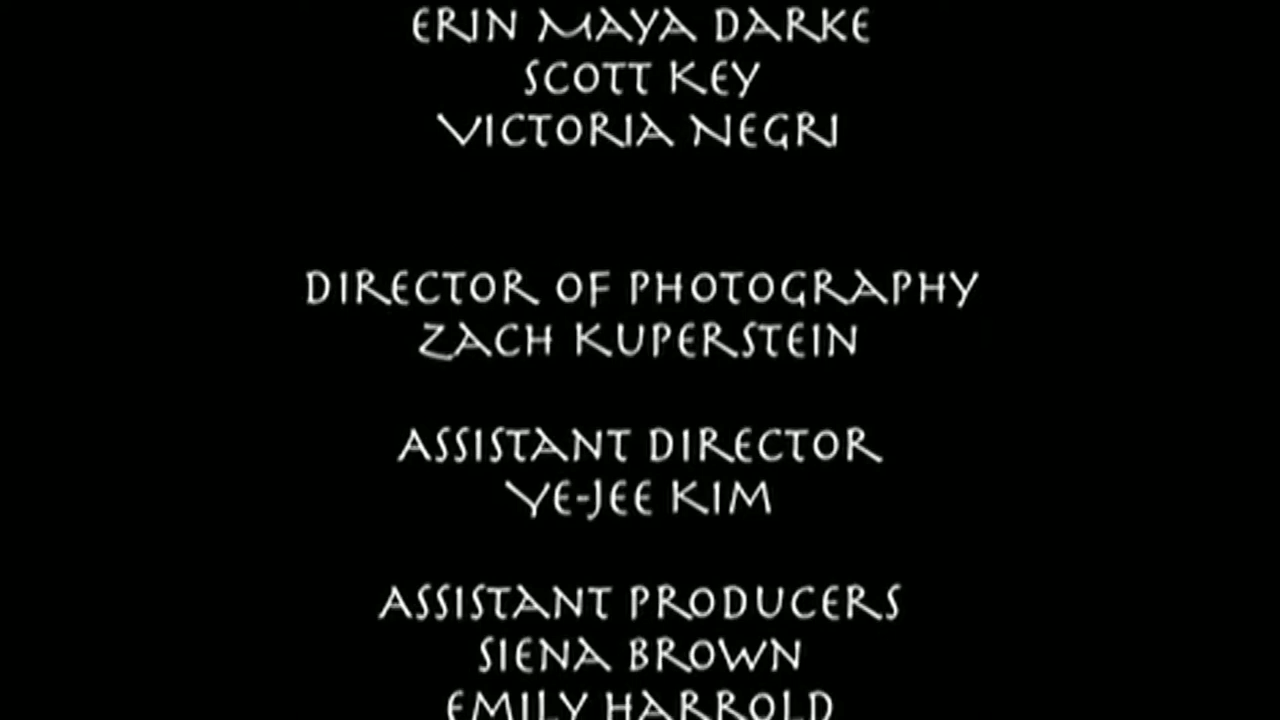 ERIN MAYA DARKE
SCOTT KEY
VICTORIA NEGRI
DIRECTOR OF PHOTOGRAPHY
ZACH KUPERSTEIN
ASSISTANT DIRECTOR
YE-JEE KIM
ASSISTANT PRODUCERS
SIENA BROWN
EMILY HARROLD